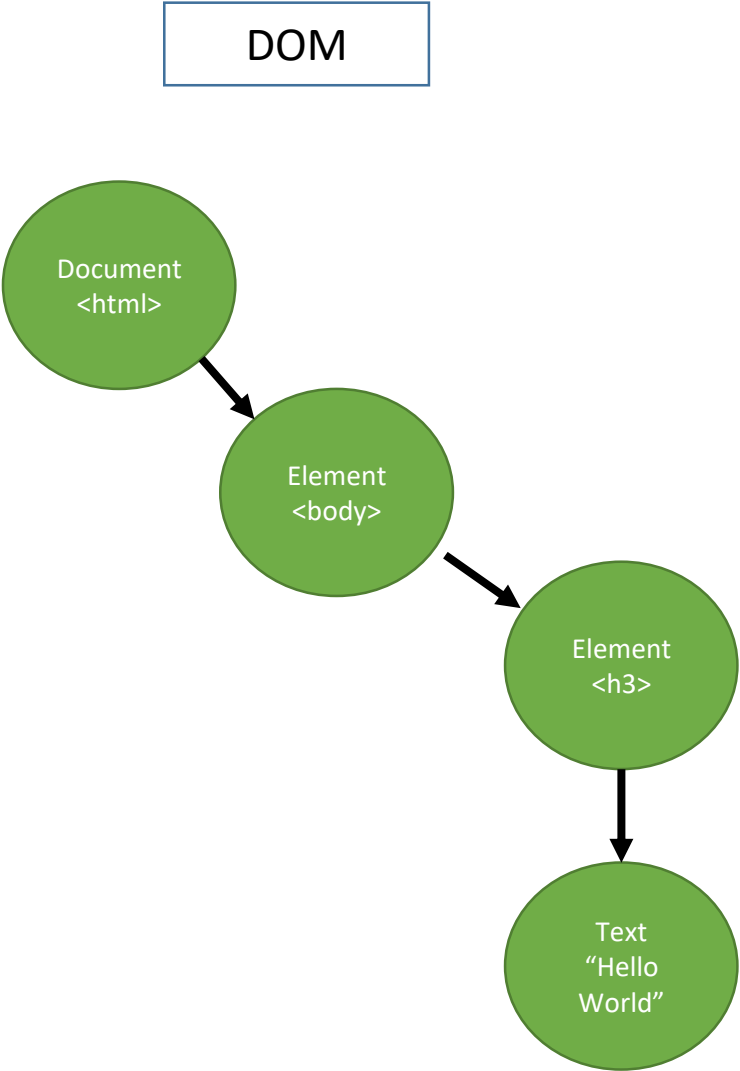 DOM
Document
<html>
Element
<body>
Element
<h3>
Text
“Hello
World”